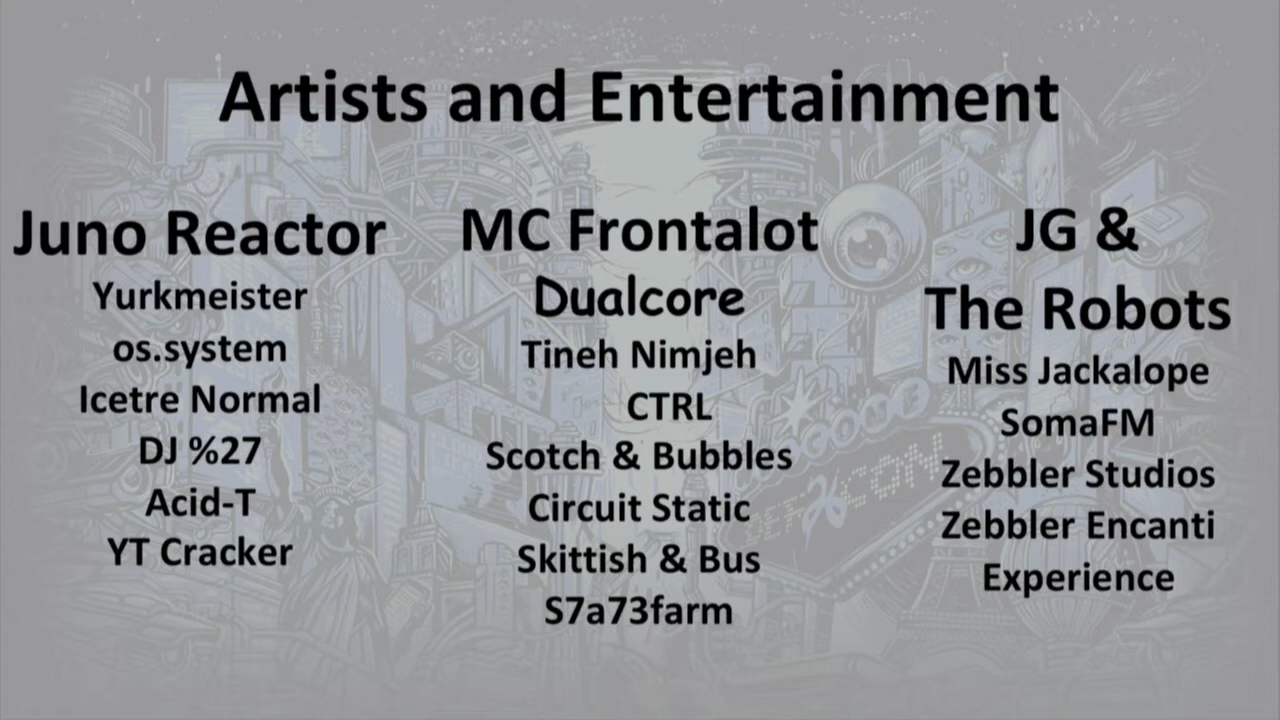 Artists and Entertainment
Juno Reactor
Yurkmeister
os.system
Icetre Normal
DJ %27
Acid-T
YT Cracker
MC Frontalot
Dualcore
Tineh Nimjeh
CTRL
Scotch & Bubbles
Circuit Static
Skittish & Bus
S7a73farm
JG &
The Robots
Miss Jackalope
SomaFM
Zebbler Studios
Zebbler Encanti
Experience
DEF CON